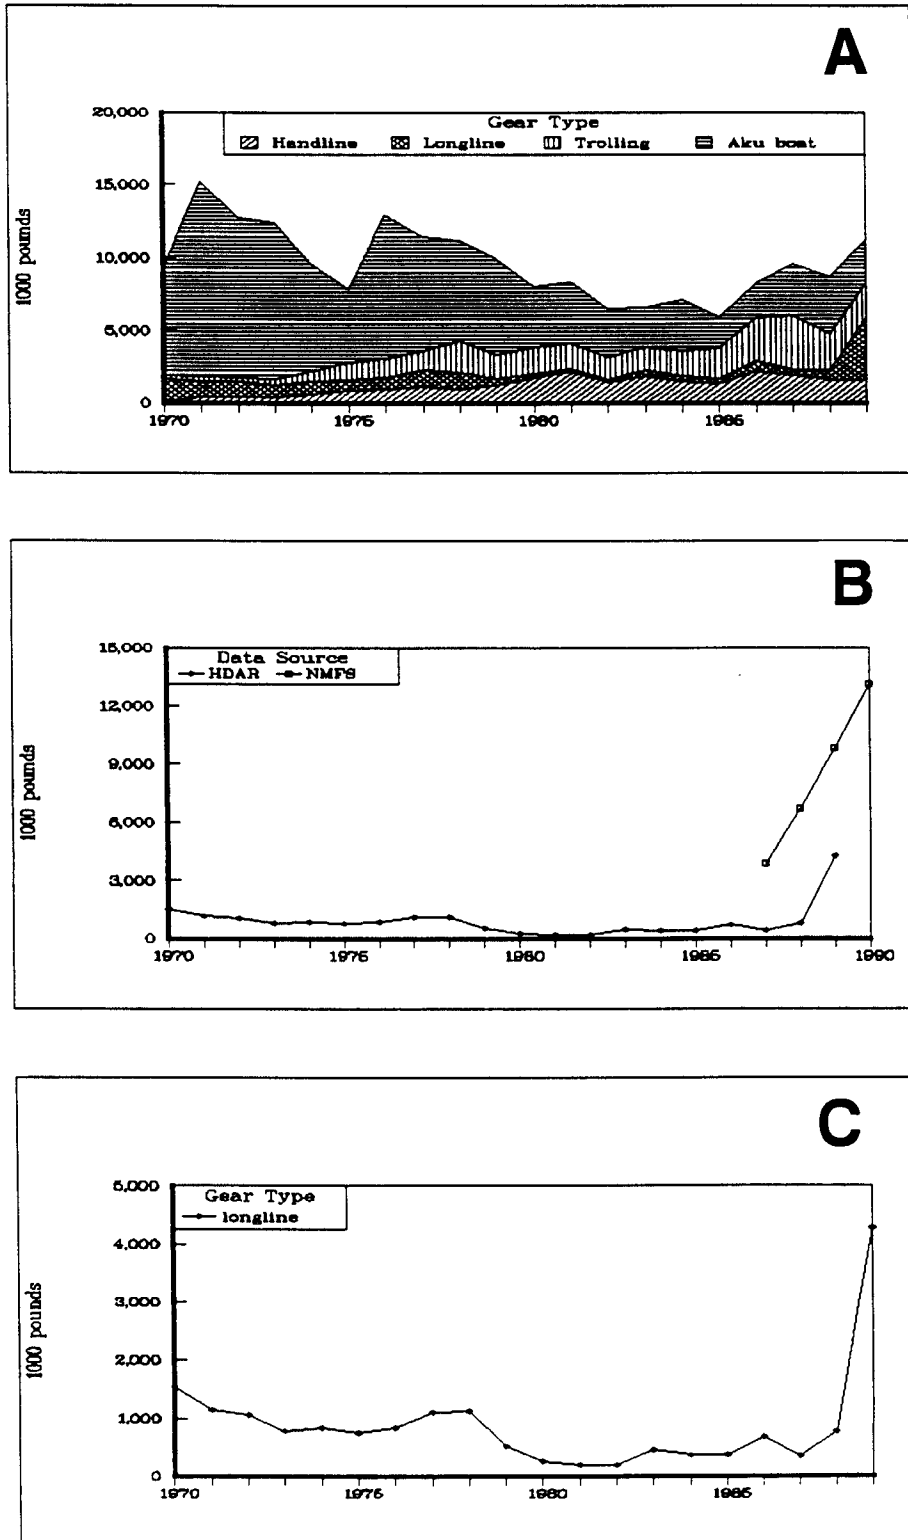 A
20,000
Gear Type
Handline Longline Trolling Aku boat
15,000
10,000
5,000
0
1970 1975 1980 1985
1000 pounds
B
15,000
Data Source
HDAR NMFS
12,000
9,000
6,000
3,000
0
1970 1975 1980 1985 1990
1000 pounds
C
5,000
Gear Type
longline
4,000
3,000
2,000
1,000
0
1970 1975 1980 1985
1000 pounds